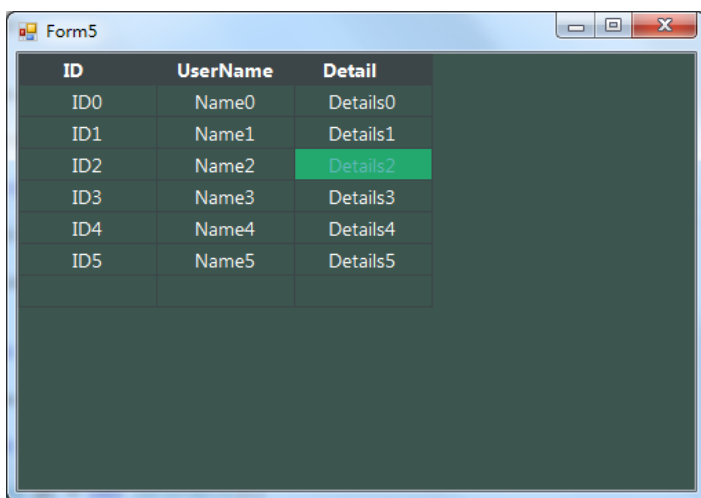 Form5
ID UserName Detail
ID0 Name0 Details0
ID1 Name1 Details1
ID2 Name2 Details2
ID3 Name3 Details3
ID4 Name4 Details4
ID5 Name5 Details5